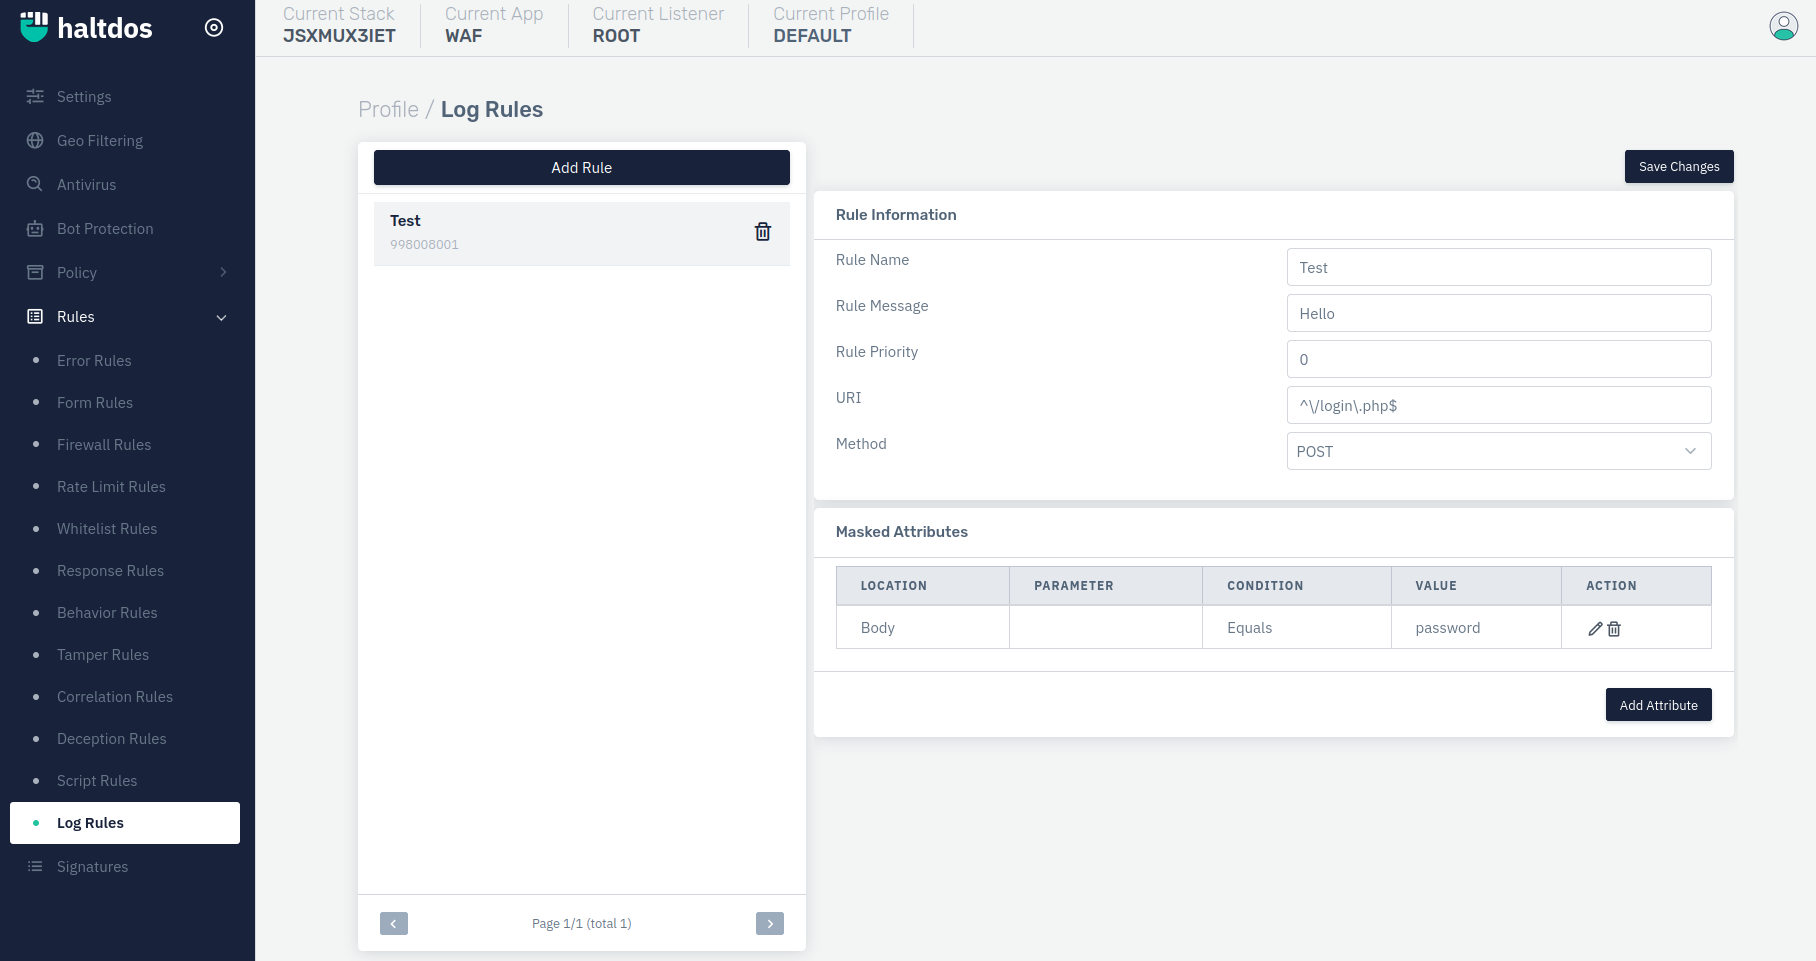 haltdos
Current Stack
JSXMUX3IET
Current App
WAF
Current Listener
ROOT
Current Profile
DEFAULT
Settings
Geo Filtering
Antivirus
Bot Protection
Policy
Rules
Error Rules
Form Rules
Firewall Rules
Rate Limit Rules
Whitelist Rules
Response Rules
Behavior Rules
Tamper Rules
Correlation Rules
Deception Rules
Script Rules
Log Rules
Signatures
Profile / Log Rules
Add Rule
Test
998008001
Page 1/1 (total 1)
Save Changes
Rule Information
Rule Name
Test
Rule Message
Hello
Rule Priority
0
URI
^\/login\.php$
Method
POST
Masked Attributes
LOCATION PARAMETER CONDITION VALUE ACTION
Body Equals password
Add Attribute